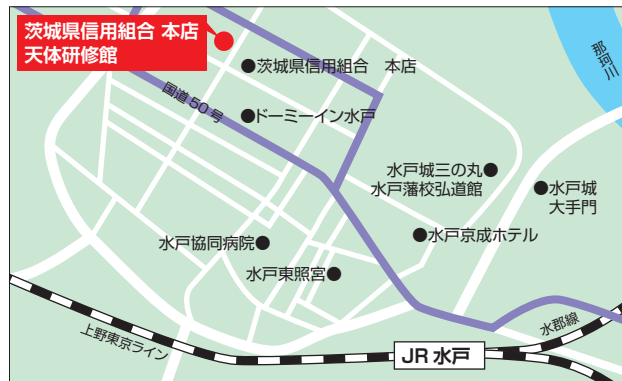 茨城県信用組合 本店
天体研修館
那珂川
●茨城県信用組合　本店
国道50号
●ドーミーイン水戸
水戸城三の丸●
水戸藩校弘道館
●水戸城
大手門
水戸協同病院●
●水戸京成ホテル
水戸東照宮●
上野東京ライン
水郡線
JR 水戸